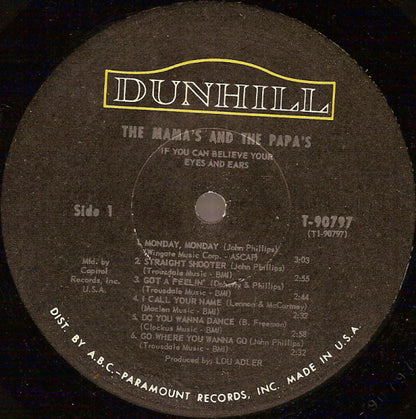 DUNHILL
THE MAMA'S AND THE PAPA'S
IF YOU CAN BELIEVE YOUR
EYES AND EARS
Side 1
T-90797
(T1-90797)
Mfd. by
Capitol
Records, Inc.
U.S.A.
1. MONDAY, MONDAY (John Phillips)
(Wingate Music Corp. - ASCAP) 3:03
2. STRAIGHT SHOOTER (John Phillips)
(Trousdale Music - BMI) 2:55
3. GOT A FEELIN' (Doherty & Phillips)
(Trousdale Music - BMI) 2:44
4. I CALL YOUR NAME (Lennon & McCartney)
(Maclen Music - BMI) 2:32
5. DO YOU WANNA DANCE (B. Freeman)
(Clockus Music - BMI) 2:58
6. GO WHERE YOU WANNA GO (John Phillips)
(Trousdale Music - BMI) 2:32
Produced by: LOU ADLER
DIST. BY A.B.C.-PARAMOUNT RECORDS, INC. MADE IN U.S.A.